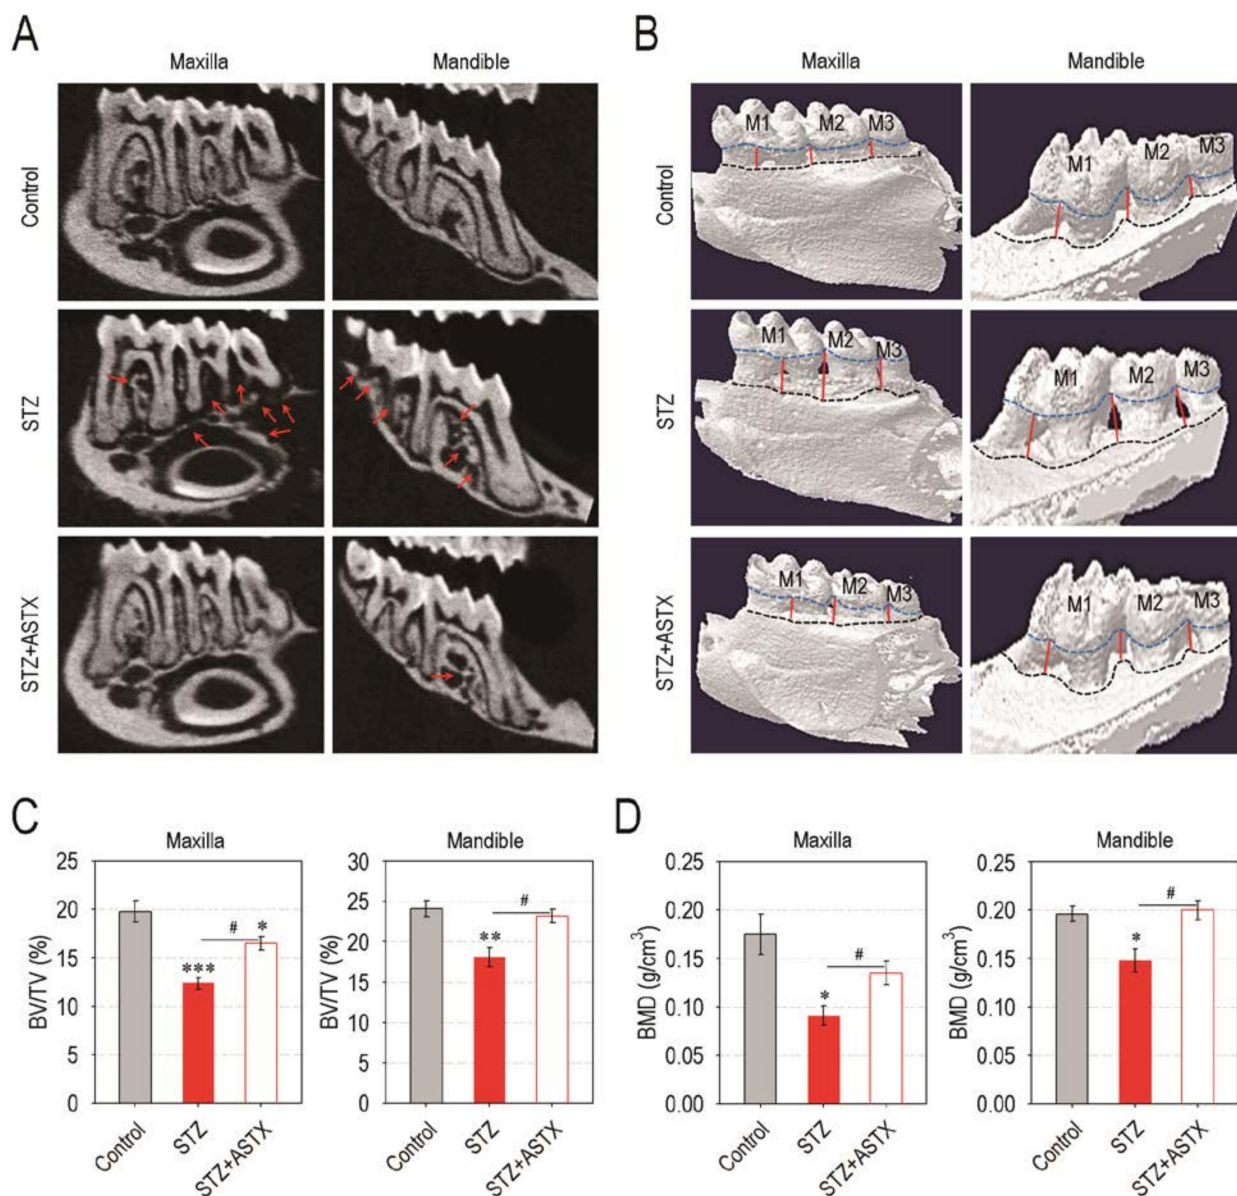 A
B
Maxilla
Mandible
Maxilla
Mandible
Control
Control
M1
M2
M3
M1
M2
M3
STZ
STZ
M1
M2
M3
M1
M2
M3
STZ+ASTX
STZ+ASTX
M1
M2
M3
M1
M2
M3
C
D
Maxilla
Mandible
Maxilla
Mandible
BV/TV (%)
25
20
15
10
5
0
***
#
*
Control
STZ
STZ+ASTX
BV/TV (%)
30
25
20
15
10
5
0
**
#
Control
STZ
STZ+ASTX
BMD (g/cm³)
0.25
0.20
0.15
0.10
0.05
0.00
*
#
Control
STZ
STZ+ASTX
BMD (g/cm³)
0.25
0.20
0.15
0.10
0.05
0.00
*
#
Control
STZ
STZ+ASTX